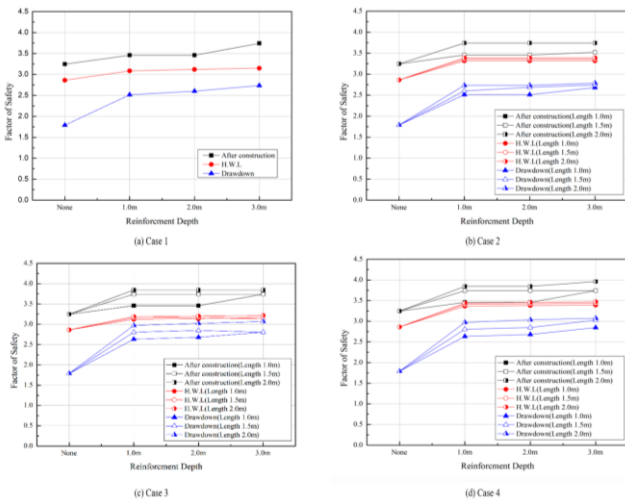 4.5
4.0
3.5
3.0
2.5
2.0
1.5
1.0
0.5
0.0
Factor of Safety
After construction
H.W.L
Drawdown
None 1.0m 2.0m 3.0m
Reinforcment Depth
(a) Case 1
4.5
4.0
3.5
3.0
2.5
2.0
1.5
1.0
0.5
0.0
Factor of Safety
After construction(Length 1.0m)
After construction(Length 1.5m)
After construction(Length 2.0m)
H.W.L(Length 1.0m)
H.W.L(Length 1.5m)
H.W.L(Length 2.0m)
Drawdown(Length 1.0m)
Drawdown(Length 1.5m)
Drawdown(Length 2.0m)
None 1.0m 2.0m 3.0m
Reinforcment Depth
(b) Case 2
4.5
4.0
3.5
3.0
2.5
2.0
1.5
1.0
0.5
0.0
Factor of Safety
After construction(Length 1.0m)
After construction(Length 1.5m)
After construction(Length 2.0m)
H.W.L(Length 1.0m)
H.W.L(Length 1.5m)
H.W.L(Length 2.0m)
Drawdown(Length 1.0m)
Drawdown(Length 1.5m)
Drawdown(Length 2.0m)
None 1.0m 2.0m 3.0m
Reinforcment Depth
(c) Case 3
4.5
4.0
3.5
3.0
2.5
2.0
1.5
1.0
0.5
0.0
Factor of Safety
After construction(Length 1.0m)
After construction(Length 1.5m)
After construction(Length 2.0m)
H.W.L(Length 1.0m)
H.W.L(Length 1.5m)
H.W.L(Length 2.0m)
Drawdown(Length 1.0m)
Drawdown(Length 1.5m)
Drawdown(Length 2.0m)
None 1.0m 2.0m 3.0m
Reinforcment Depth
(d) Case 4